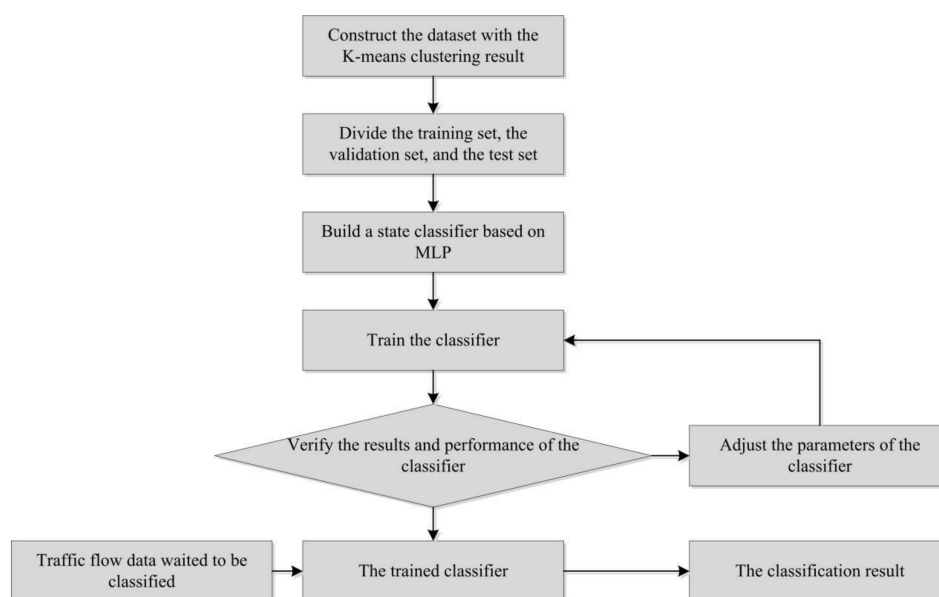 Construct the dataset with the
K-means clustering result
Divide the training set, the
validation set, and the test set
Build a state classifier based on
MLP
Train the classifier
Verify the results and performance of the
classifier
Adjust the parameters of the
classifier
Traffic flow data waited to be
classified
The trained classifier
The classification result